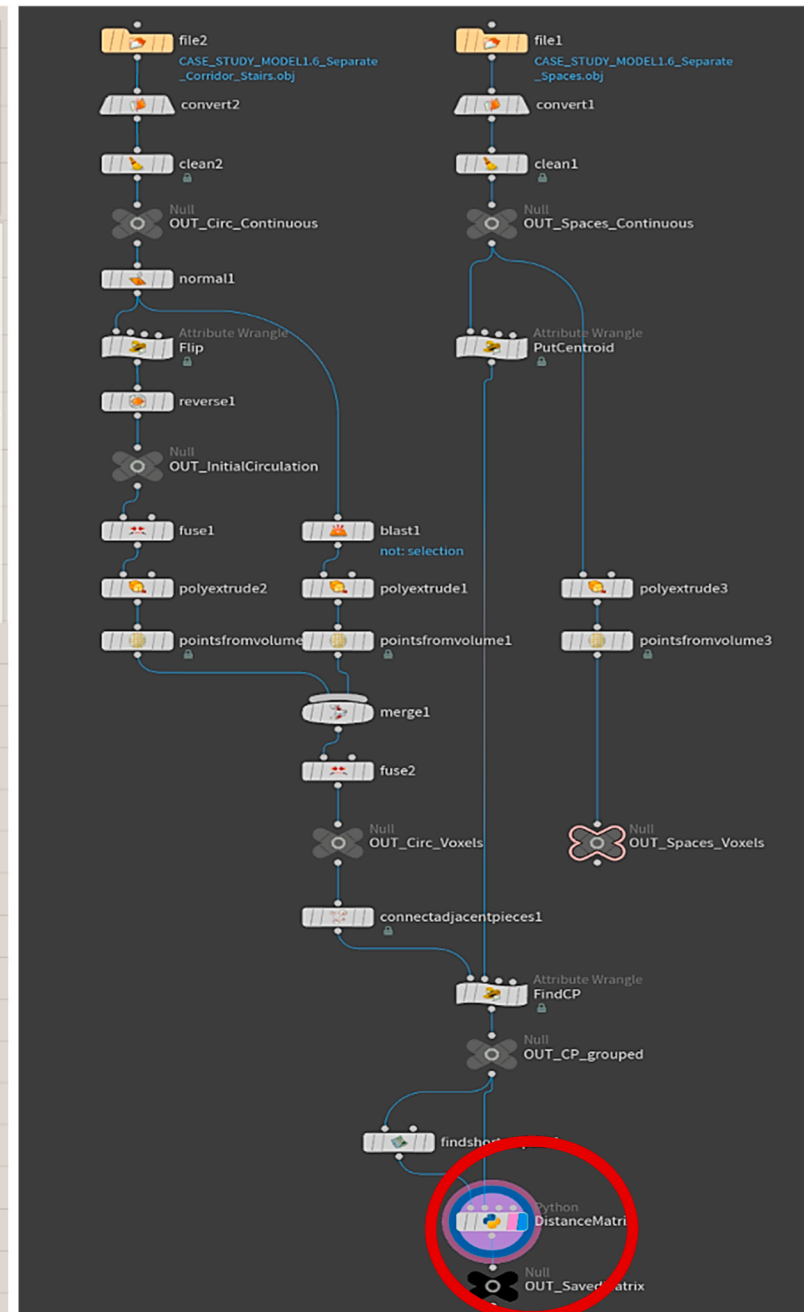 file2
CASE_STUDY_MODEL1.6_Separate
_Corridor_Stairs.obj
file1
CASE_STUDY_MODEL1.6_Separate
_Spaces.obj
convert2
convert1
clean2
clean1
Null
OUT_Circ_Continuous
Null
OUT_Spaces_Continuous
normal1
Attribute Wrangle
Flip
Attribute Wrangle
PutCentroid
reverse1
Null
OUT_InitialCirculation
fuse1
blast1
not: selection
polyextrude2
polyextrude1
polyextrude3
pointsfromvolume
pointsfromvolume1
pointsfromvolume3
merge1
fuse2
Null
OUT_Circ_Voxels
Null
OUT_Spaces_Voxels
connectadjacentpieces1
Attribute Wrangle
FindCP
Null
OUT_CP_grouped
Python
DistanceMatri
Null
OUT_SavedMatrix